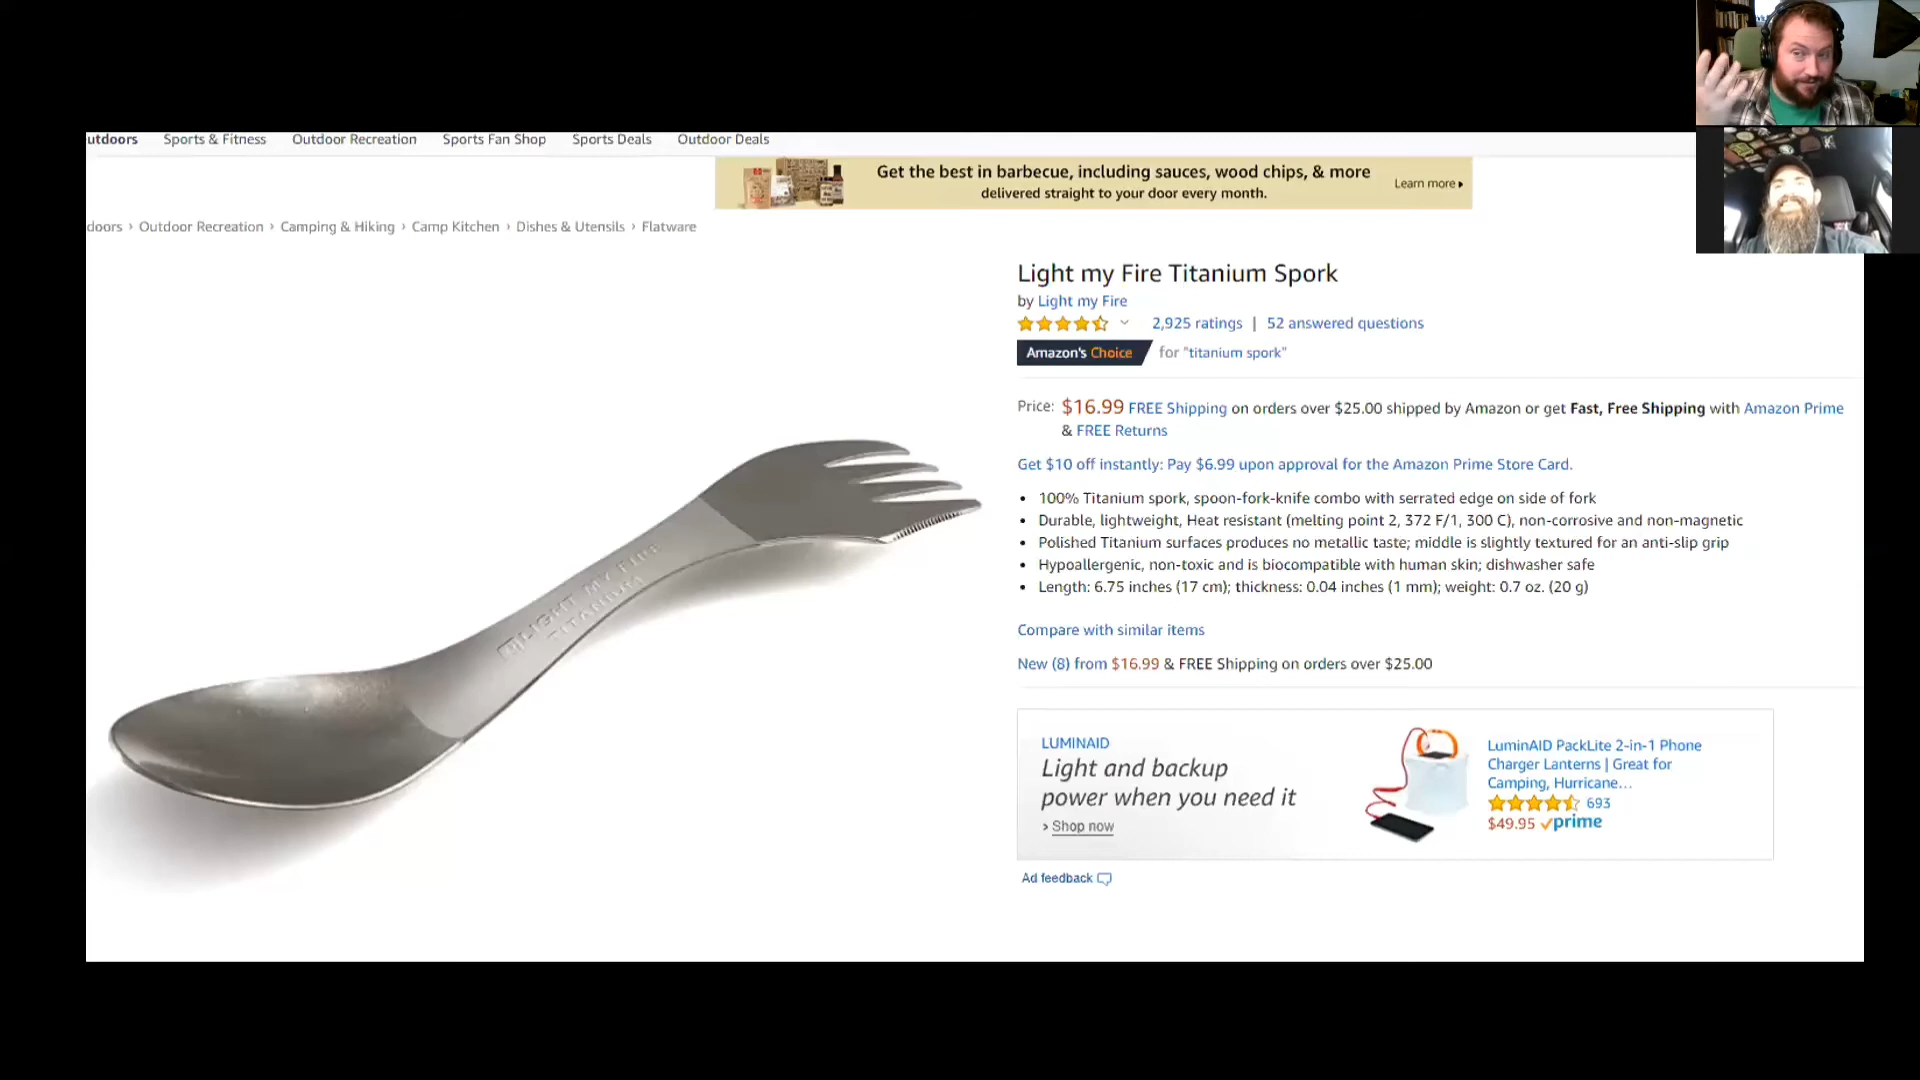 utdoors Sports & Fitness Outdoor Recreation Sports Fan Shop Sports Deals Outdoor Deals
Get the best in barbecue, including sauces, wood chips, & more
delivered straight to your door every month.
Learn more
doors › Outdoor Recreation › Camping & Hiking › Camp Kitchen › Dishes & Utensils › Flatware
Light my Fire Titanium Spork
by Light my Fire
2,925 ratings | 52 answered questions
Amazon's Choice for "titanium spork"
Price: $16.99 FREE Shipping on orders over $25.00 shipped by Amazon or get Fast, Free Shipping with Amazon Prime
& FREE Returns
Get $10 off instantly: Pay $6.99 upon approval for the Amazon Prime Store Card.
• 100% Titanium spork, spoon-fork-knife combo with serrated edge on side of fork
• Durable, lightweight, Heat resistant (melting point 2, 372 F/1, 300 C), non-corrosive and non-magnetic
• Polished Titanium surfaces produces no metallic taste; middle is slightly textured for an anti-slip grip
• Hypoallergenic, non-toxic and is biocompatible with human skin; dishwasher safe
• Length: 6.75 inches (17 cm); thickness: 0.04 inches (1 mm); weight: 0.7 oz. (20 g)
LIGHT MY FIRE
TITANIUM
Compare with similar items
New (8) from $16.99 & FREE Shipping on orders over $25.00
LUMINAID
Light and backup
power when you need it
› Shop now
LuminAID PackLite 2-in-1 Phone
Charger Lanterns | Great for
Camping, Hurricane…
693
$49.95 prime
Ad feedback